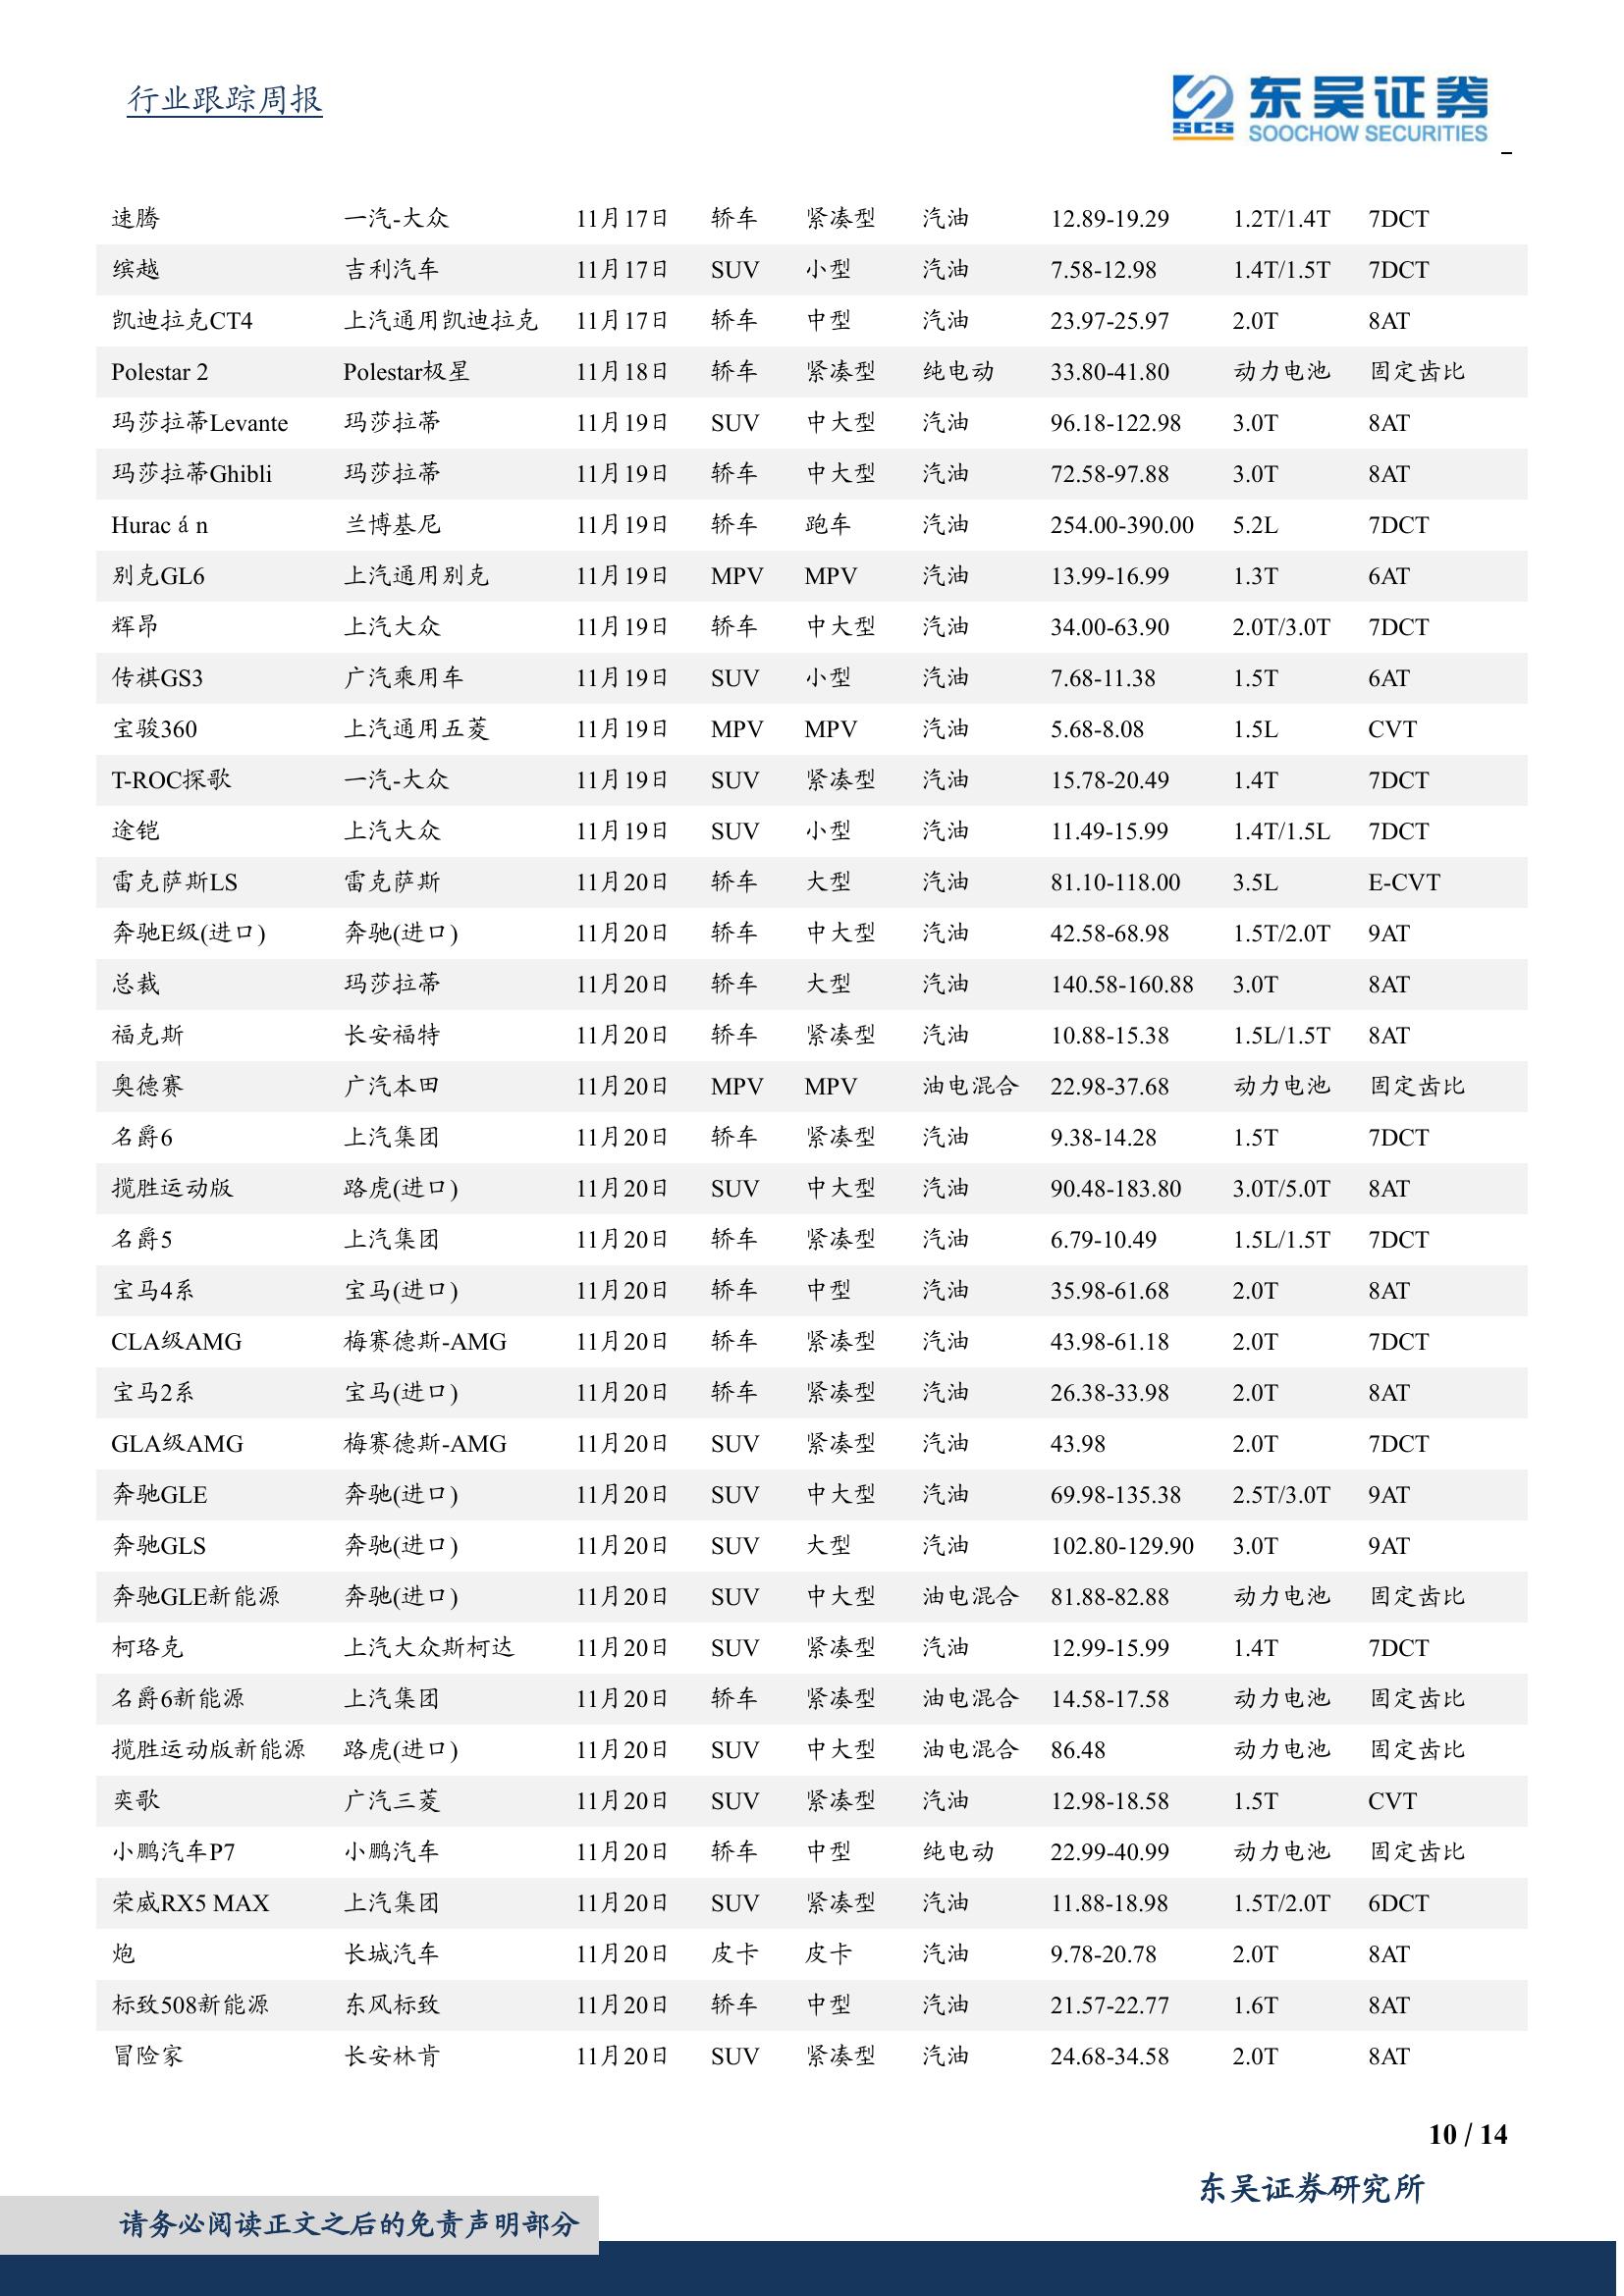 行业跟踪周报
SCS 东吴证券
SOOCHOW SECURITIES
速腾 一汽-大众 11月17日 轿车 紧凑型 汽油 12.89-19.29 1.2T/1.4T 7DCT
缤越 吉利汽车 11月17日 SUV 小型 汽油 7.58-12.98 1.4T/1.5T 7DCT
凯迪拉克CT4 上汽通用凯迪拉克 11月17日 轿车 中型 汽油 23.97-25.97 2.0T 8AT
Polestar 2 Polestar极星 11月18日 轿车 紧凑型 纯电动 33.80-41.80 动力电池 固定齿比
玛莎拉蒂Levante 玛莎拉蒂 11月19日 SUV 中大型 汽油 96.18-122.98 3.0T 8AT
玛莎拉蒂Ghibli 玛莎拉蒂 11月19日 轿车 中大型 汽油 72.58-97.88 3.0T 8AT
Huracán 兰博基尼 11月19日 轿车 跑车 汽油 254.00-390.00 5.2L 7DCT
别克GL6 上汽通用别克 11月19日 MPV MPV 汽油 13.99-16.99 1.3T 6AT
辉昂 上汽大众 11月19日 轿车 中大型 汽油 34.00-63.90 2.0T/3.0T 7DCT
传祺GS3 广汽乘用车 11月19日 SUV 小型 汽油 7.68-11.38 1.5T 6AT
宝骏360 上汽通用五菱 11月19日 MPV MPV 汽油 5.68-8.08 1.5L CVT
T-ROC探歌 一汽-大众 11月19日 SUV 紧凑型 汽油 15.78-20.49 1.4T 7DCT
途铠 上汽大众 11月19日 SUV 小型 汽油 11.49-15.99 1.4T/1.5L 7DCT
雷克萨斯LS 雷克萨斯 11月20日 轿车 大型 汽油 81.10-118.00 3.5L E-CVT
奔驰E级(进口) 奔驰(进口) 11月20日 轿车 中大型 汽油 42.58-68.98 1.5T/2.0T 9AT
总裁 玛莎拉蒂 11月20日 轿车 大型 汽油 140.58-160.88 3.0T 8AT
福克斯 长安福特 11月20日 轿车 紧凑型 汽油 10.88-15.38 1.5L/1.5T 8AT
奥德赛 广汽本田 11月20日 MPV MPV 油电混合 22.98-37.68 动力电池 固定齿比
名爵6 上汽集团 11月20日 轿车 紧凑型 汽油 9.38-14.28 1.5T 7DCT
揽胜运动版 路虎(进口) 11月20日 SUV 中大型 汽油 90.48-183.80 3.0T/5.0T 8AT
名爵5 上汽集团 11月20日 轿车 紧凑型 汽油 6.79-10.49 1.5L/1.5T 7DCT
宝马4系 宝马(进口) 11月20日 轿车 中型 汽油 35.98-61.68 2.0T 8AT
CLA级AMG 梅赛德斯-AMG 11月20日 轿车 紧凑型 汽油 43.98-61.18 2.0T 7DCT
宝马2系 宝马(进口) 11月20日 轿车 紧凑型 汽油 26.38-33.98 2.0T 8AT
GLA级AMG 梅赛德斯-AMG 11月20日 SUV 紧凑型 汽油 43.98 2.0T 7DCT
奔驰GLE 奔驰(进口) 11月20日 SUV 中大型 汽油 69.98-135.38 2.5T/3.0T 9AT
奔驰GLS 奔驰(进口) 11月20日 SUV 大型 汽油 102.80-129.90 3.0T 9AT
奔驰GLE新能源 奔驰(进口) 11月20日 SUV 中大型 油电混合 81.88-82.88 动力电池 固定齿比
柯珞克 上汽大众斯柯达 11月20日 SUV 紧凑型 汽油 12.99-15.99 1.4T 7DCT
名爵6新能源 上汽集团 11月20日 轿车 紧凑型 油电混合 14.58-17.58 动力电池 固定齿比
揽胜运动版新能源 路虎(进口) 11月20日 SUV 中大型 油电混合 86.48 动力电池 固定齿比
奕歌 广汽三菱 11月20日 SUV 紧凑型 汽油 12.98-18.58 1.5T CVT
小鹏汽车P7 小鹏汽车 11月20日 轿车 中型 纯电动 22.99-40.99 动力电池 固定齿比
荣威RX5 MAX 上汽集团 11月20日 SUV 紧凑型 汽油 11.88-18.98 1.5T/2.0T 6DCT
炮 长城汽车 11月20日 皮卡 皮卡 汽油 9.78-20.78 2.0T 8AT
标致508新能源 东风标致 11月20日 轿车 中型 汽油 21.57-22.77 1.6T 8AT
冒险家 长安林肯 11月20日 SUV 紧凑型 汽油 24.68-34.58 2.0T 8AT
10 / 14
东吴证券研究所
请务必阅读正文之后的免责声明部分